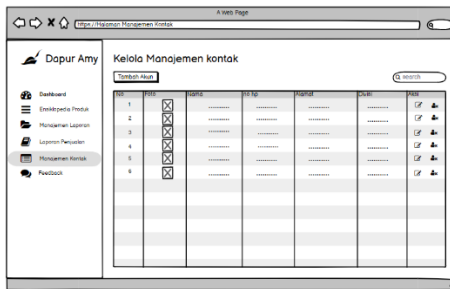 A Web Page
https://Halaman Manajemen Kontak
Dapur Amy
Dashboard
Ensiklopedia Produk
Manajemen Laporan
Laporan Penjualan
Manajemen Kontak
Feedback
Kelola Manajemen kontak
Tambah Akun
search
No Foto Nama No hp Alamat Divisi Aksi
1 .......... .......... .......... ..........
2 .......... .......... .......... ..........
3 .......... .......... .......... ..........
4 .......... .......... .......... ..........
5 .......... .......... .......... ..........
6 .......... .......... .......... ..........